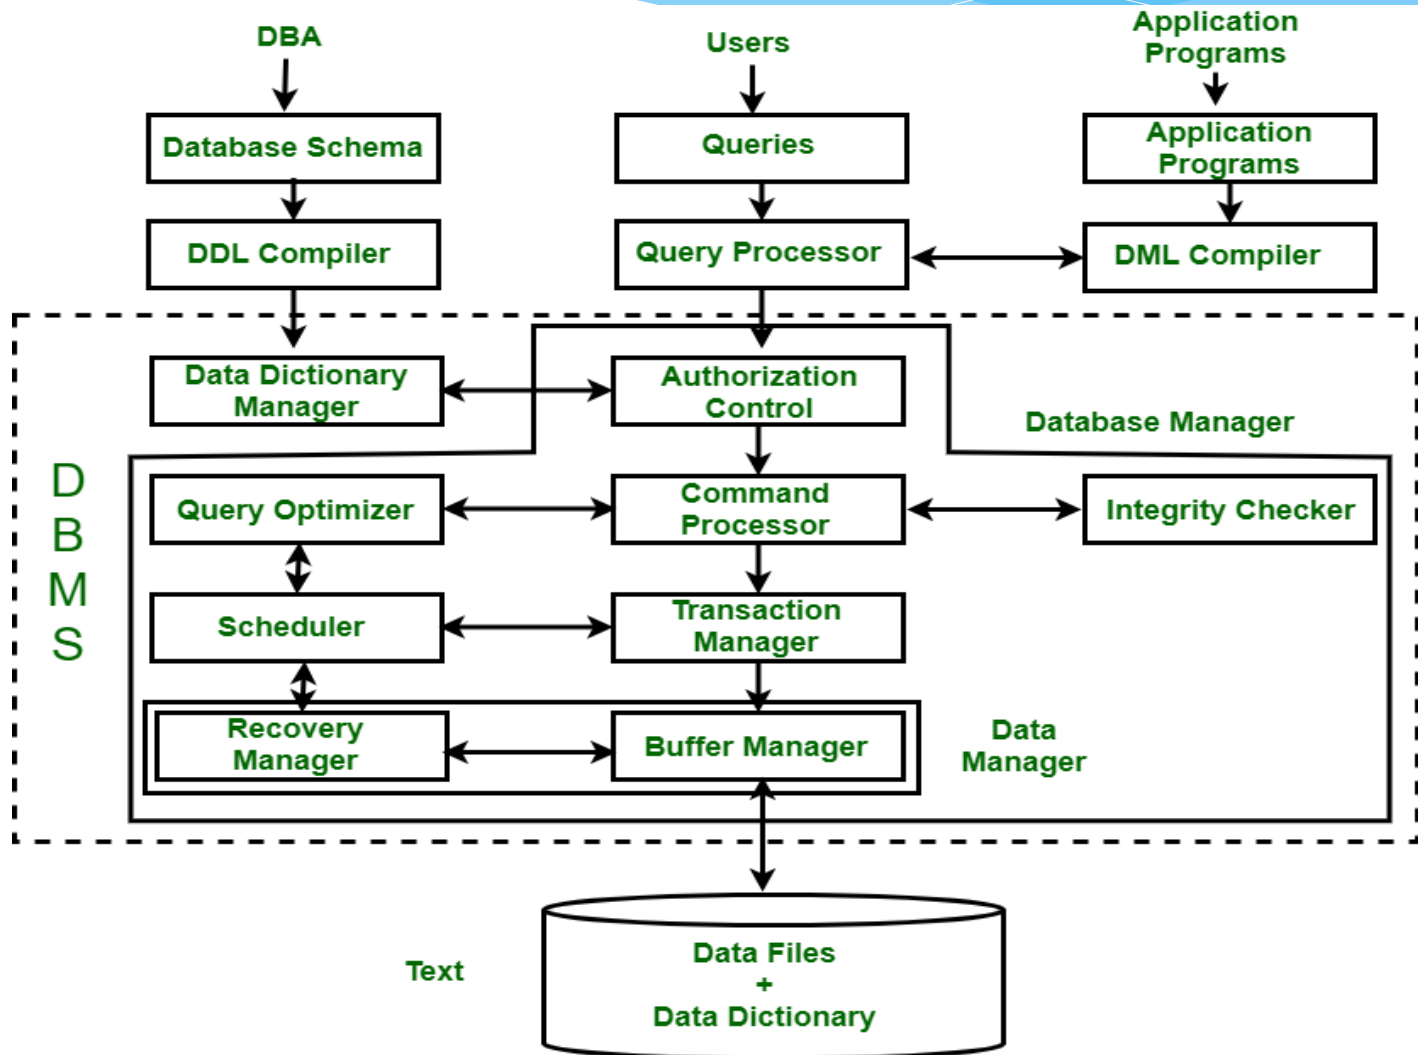 DBA
Users
Application
Programs
Database Schema
Queries
Application
Programs
DDL Compiler
Query Processor
DML Compiler
Data Dictionary
Manager
Authorization
Control
Database Manager
D
B
M
S
Query Optimizer
Command
Processor
Integrity Checker
Scheduler
Transaction
Manager
Recovery
Manager
Buffer Manager
Data
Manager
Text
Data Files
+
Data Dictionary